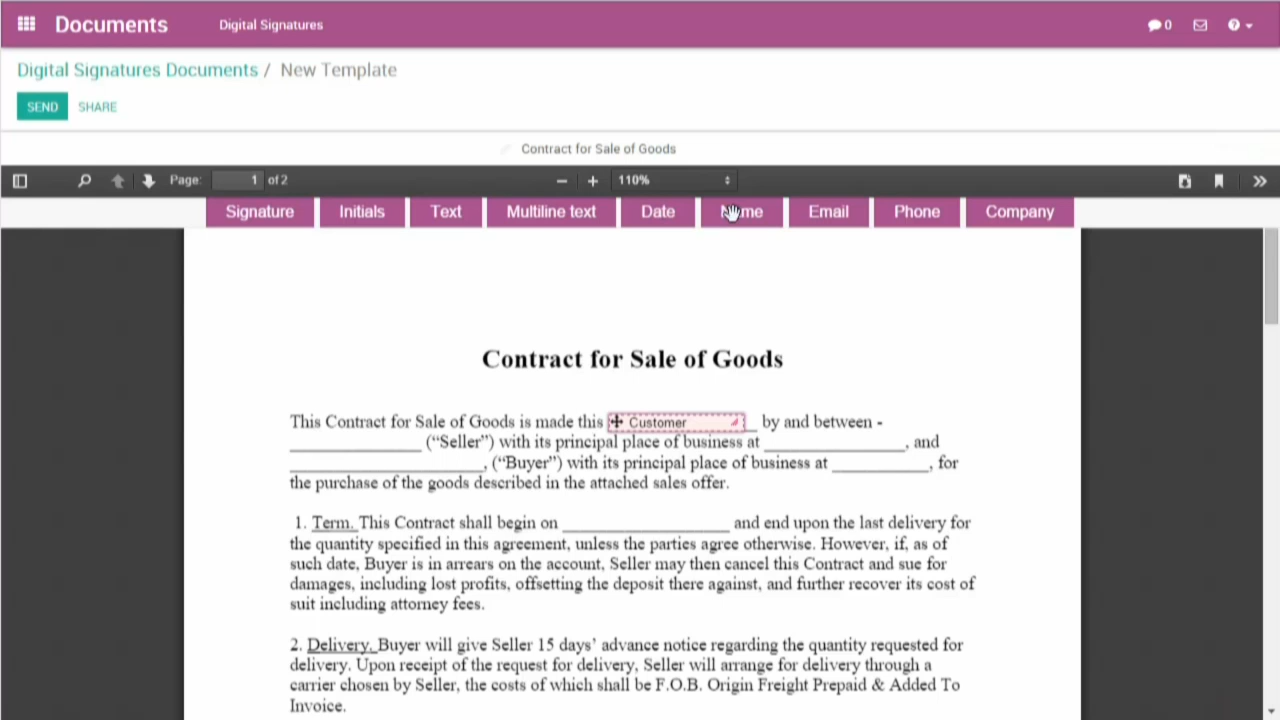 Documents Digital Signatures 0
Digital Signatures Documents / New Template
SEND SHARE
Contract for Sale of Goods
Page: 1 of 2 110%
Signature Initials Text Multiline text Date Name Email Phone Company
Contract for Sale of Goods
This Contract for Sale of Goods is made this Customer _ by and between -
______________ (“Seller”) with its principal place of business at _______________, and
_____________________, (“Buyer”) with its principal place of business at __________, for
the purchase of the goods described in the attached sales offer.
1. Term. This Contract shall begin on __________________ and end upon the last delivery for
the quantity specified in this agreement, unless the parties agree otherwise. However, if, as of
such date, Buyer is in arrears on the account, Seller may then cancel this Contract and sue for
damages, including lost profits, offsetting the deposit there against, and further recover its cost of
suit including attorney fees.
2. Delivery. Buyer will give Seller 15 days’ advance notice regarding the quantity requested for
delivery. Upon receipt of the request for delivery, Seller will arrange for delivery through a
carrier chosen by Seller, the costs of which shall be F.O.B. Origin Freight Prepaid & Added To
Invoice.